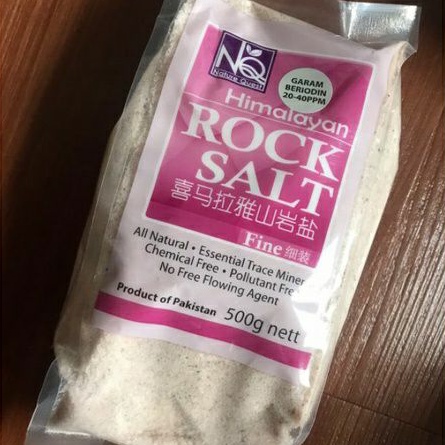 NQ
Nature Quest
GARAM
BERIODIN
20-40PPM
Himalayan
ROCK
SALT
喜马拉雅山岩盐
Fine 细装
All Natural • Essential Trace Miner
Chemical Free • Pollutant Fre
No Free Flowing Agent
Product of Pakistan 500g nett